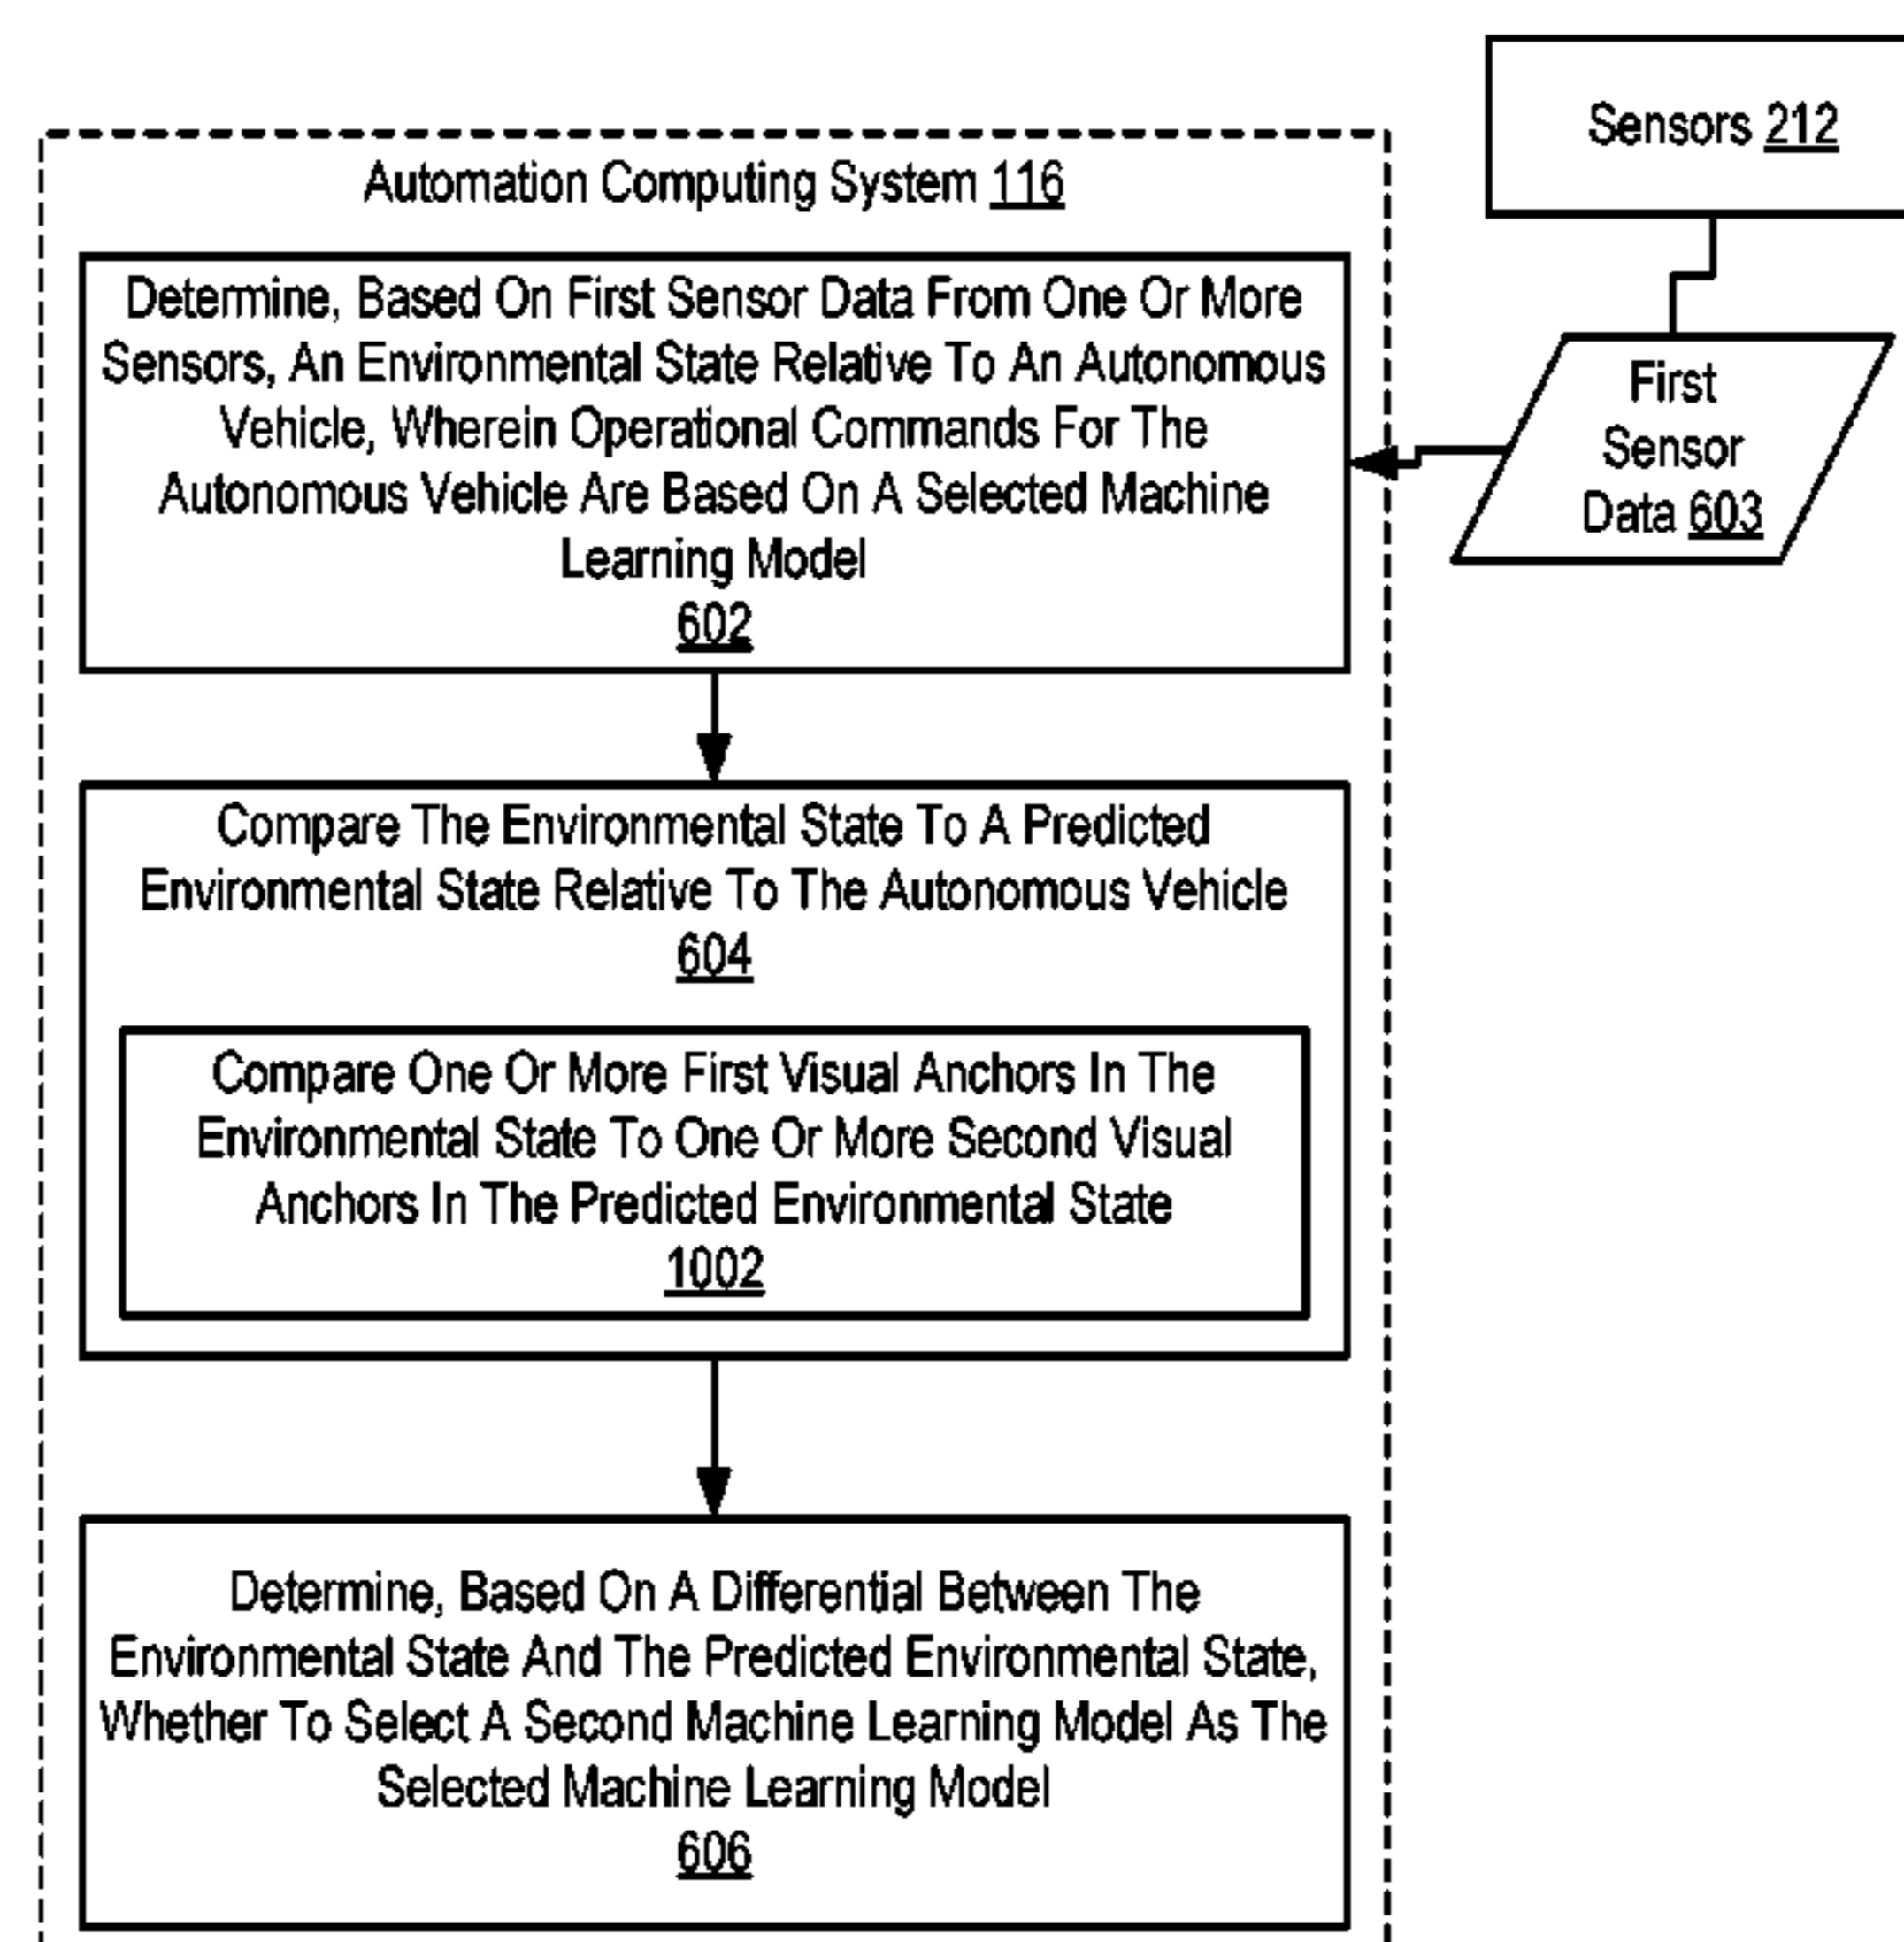 Sensors 212
Automation Computing System 116
Determine, Based On First Sensor Data From One Or More
Sensors, An Environmental State Relative To An Autonomous
Vehicle, Wherein Operational Commands For The
Autonomous Vehicle Are Based On A Selected Machine
Learning Model
602
First
Sensor
Data 603
Compare The Environmental State To A Predicted
Environmental State Relative To The Autonomous Vehicle
604
Compare One Or More First Visual Anchors In The
Environmental State To One Or More Second Visual
Anchors In The Predicted Environmental State
1002
Determine, Based On A Differential Between The
Environmental State And The Predicted Environmental State,
Whether To Select A Second Machine Learning Model As The
Selected Machine Learning Model
606